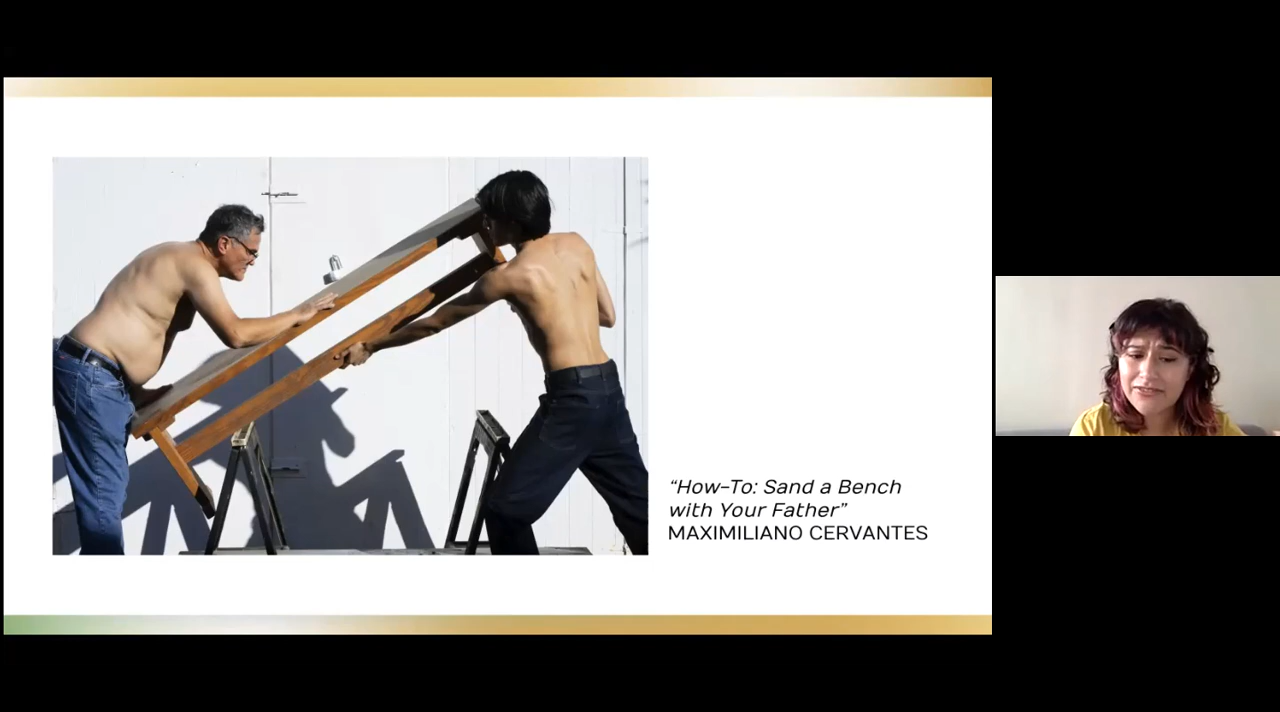 “How-To: Sand a Bench
with Your Father”
MAXIMILIANO CERVANTES